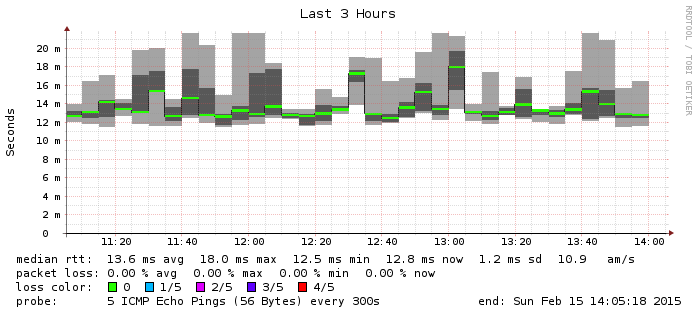 Last 3 Hours
RRDTOOL / TOBI OETIKER
Seconds
20 m
18 m
16 m
14 m
12 m
10 m
8 m
6 m
4 m
2 m
0
11:20 11:40 12:00 12:20 12:40 13:00 13:20 13:40 14:00
median rtt: 13.6 ms avg 18.0 ms max 12.5 ms min 12.8 ms now 1.2 ms sd 10.9 am/s
packet loss: 0.00 % avg 0.00 % max 0.00 % min 0.00 % now
loss color: 0 1/5 2/5 3/5 4/5
probe: 5 ICMP Echo Pings (56 Bytes) every 300s end: Sun Feb 15 14:05:18 2015